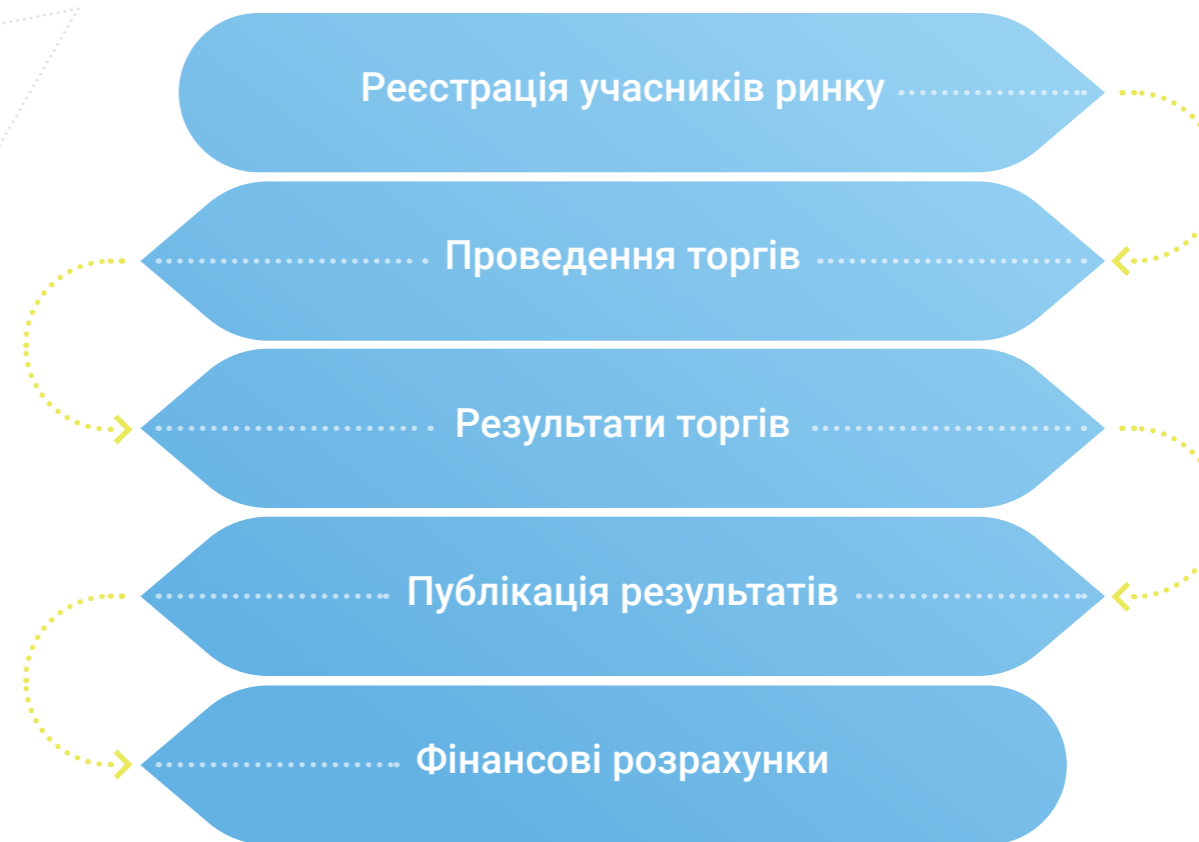 Реєстрація учасників ринку
Проведення торгів
Результати торгів
Публікація результатів
Фінансові розрахунки